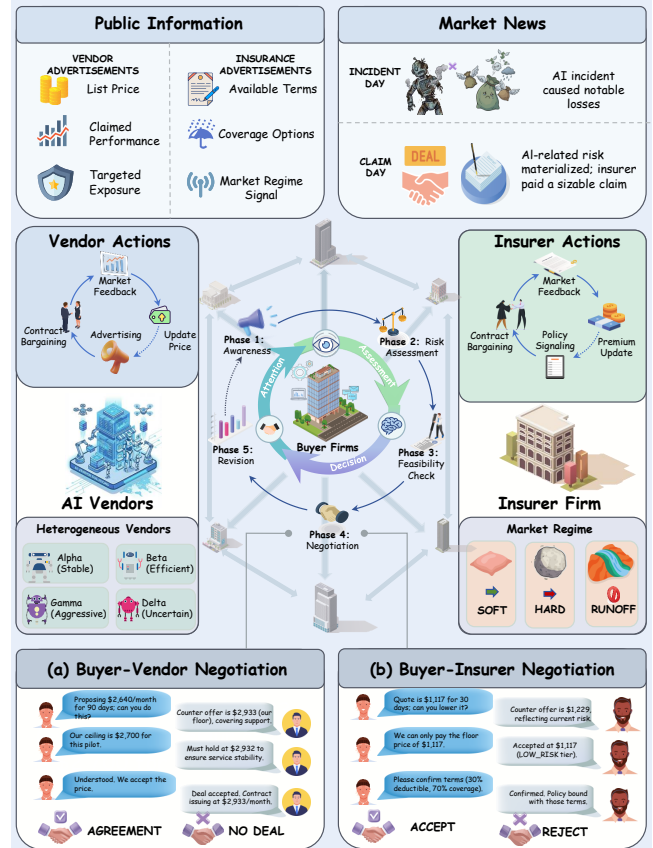 Public Information
VENDOR
ADVERTISEMENTS
List Price
Claimed
Performance
Targeted
Exposure
INSURANCE
ADVERTISEMENTS
Available Terms
Coverage Options
Market Regime
Signal
Market News
INCIDENT
DAY
AI incident
caused notable
losses
CLAIM
DAY
DEAL
AI-related risk
materialized; insurer
paid a sizable claim
Vendor Actions
Market
Feedback
Contract
Bargaining
Advertising
Update
Price
AI Vendors
Heterogeneous Vendors
Alpha
(Stable)
Beta
(Efficient)
Gamma
(Aggressive)
Delta
(Uncertain)
Phase 1:
Awareness
Phase 2: Risk
Assessment
Phase 3:
Feasibility
Check
Phase 4:
Negotiation
Phase 5:
Revision
Attention
Assessment
Decision
Buyer Firms
Insurer Actions
Market
Feedback
Contract
Bargaining
Policy
Signaling
Premium
Update
Insurer Firm
Market Regime
SOFT
HARD
RUNOFF
(a) Buyer-Vendor Negotiation
Proposing $2,640/month
for 90 days; can you do
this?
Counter offer is $2,933 (our
floor), covering support.
Our ceiling is $2,700 for
this pilot.
Must hold at $2,932 to
ensure service stability.
Understood. We accept the
price.
Deal accepted. Contract
issuing at $2,933/month.
AGREEMENT
NO DEAL
(b) Buyer-Insurer Negotiation
Quote is $1,117 for 30
days; can you lower it?
Counter offer is $1,229,
reflecting current risk.
We can only pay the floor
price of $1,117.
Accepted at $1,117
(LOW_RISK tier).
Please confirm terms (30%
deductible, 70% coverage).
Confirmed. Policy bound
with those terms.
ACCEPT
REJECT